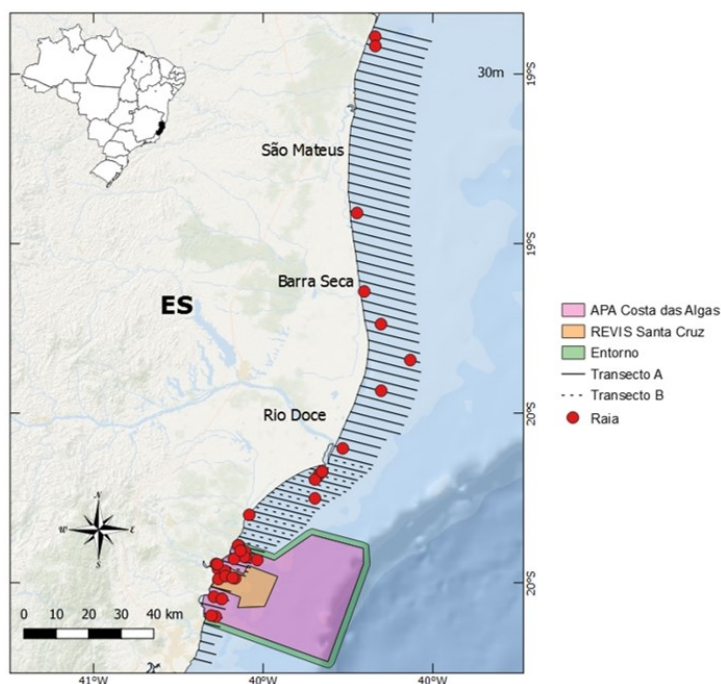 30m
19°S
São Mateus
19°S
Barra Seca
ES
APA Costa das Algas
REVIS Santa Cruz
Entorno
Transecto A
Transecto B
Raia
20°S
Rio Doce
N
W
E
S
20°S
0 10 20 30 40 km
41°W
40°W
40°W